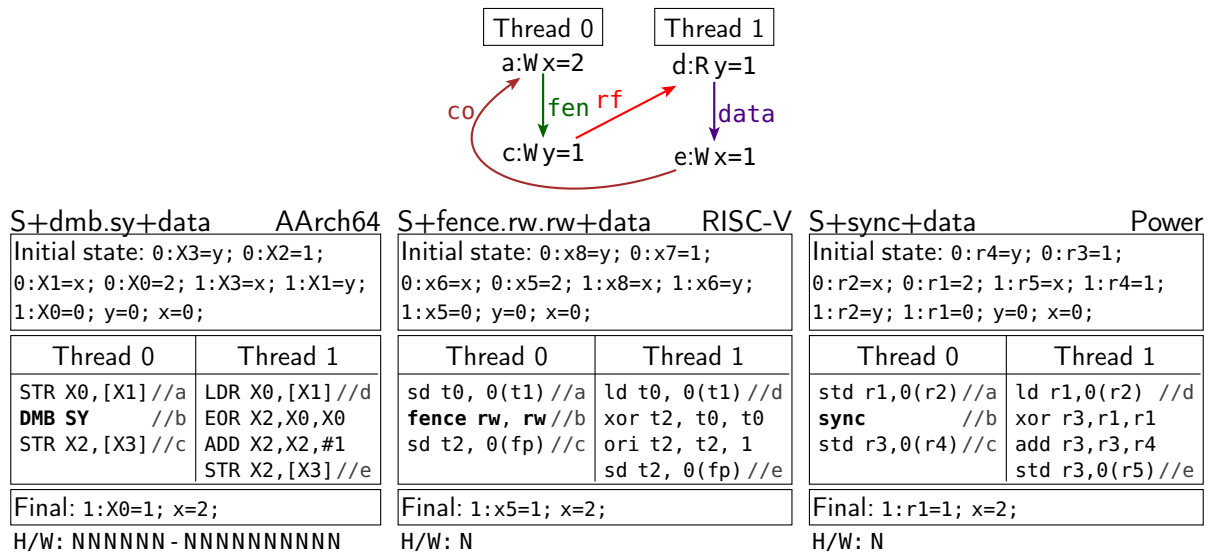 Thread 0 Thread 1
a:W x=2 d:R y=1
co fen rf data
c:W y=1 e:W x=1
S+dmb.sy+data AArch64
Initial state: 0:X3=y; 0:X2=1;
0:X1=x; 0:X0=2; 1:X3=x; 1:X1=y;
1:X0=0; y=0; x=0;
Thread 0 Thread 1
STR X0,[X1]//a LDR X0,[X1]//d
DMB SY //b EOR X2,X0,X0
STR X2,[X3]//c ADD X2,X2,#1
STR X2,[X3]//e
Final: 1:X0=1; x=2;
H/W: NNNNNN-NNNNNNNNNN
S+fence.rw.rw+data RISC-V
Initial state: 0:x8=y; 0:x7=1;
0:x6=x; 0:x5=2; 1:x8=x; 1:x6=y;
1:x5=0; y=0; x=0;
Thread 0 Thread 1
sd t0, 0(t1)//a ld t0, 0(t1)//d
fence rw, rw//b xor t2, t0, t0
sd t2, 0(fp)//c ori t2, t2, 1
sd t2, 0(fp)//e
Final: 1:x5=1; x=2;
H/W: N
S+sync+data Power
Initial state: 0:r4=y; 0:r3=1;
0:r2=x; 0:r1=2; 1:r5=x; 1:r4=1;
1:r2=y; 1:r1=0; y=0; x=0;
Thread 0 Thread 1
std r1,0(r2)//a ld r1,0(r2) //d
sync //b xor r3,r1,r1
std r3,0(r4)//c add r3,r3,r4
std r3,0(r5)//e
Final: 1:r1=1; x=2;
H/W: N